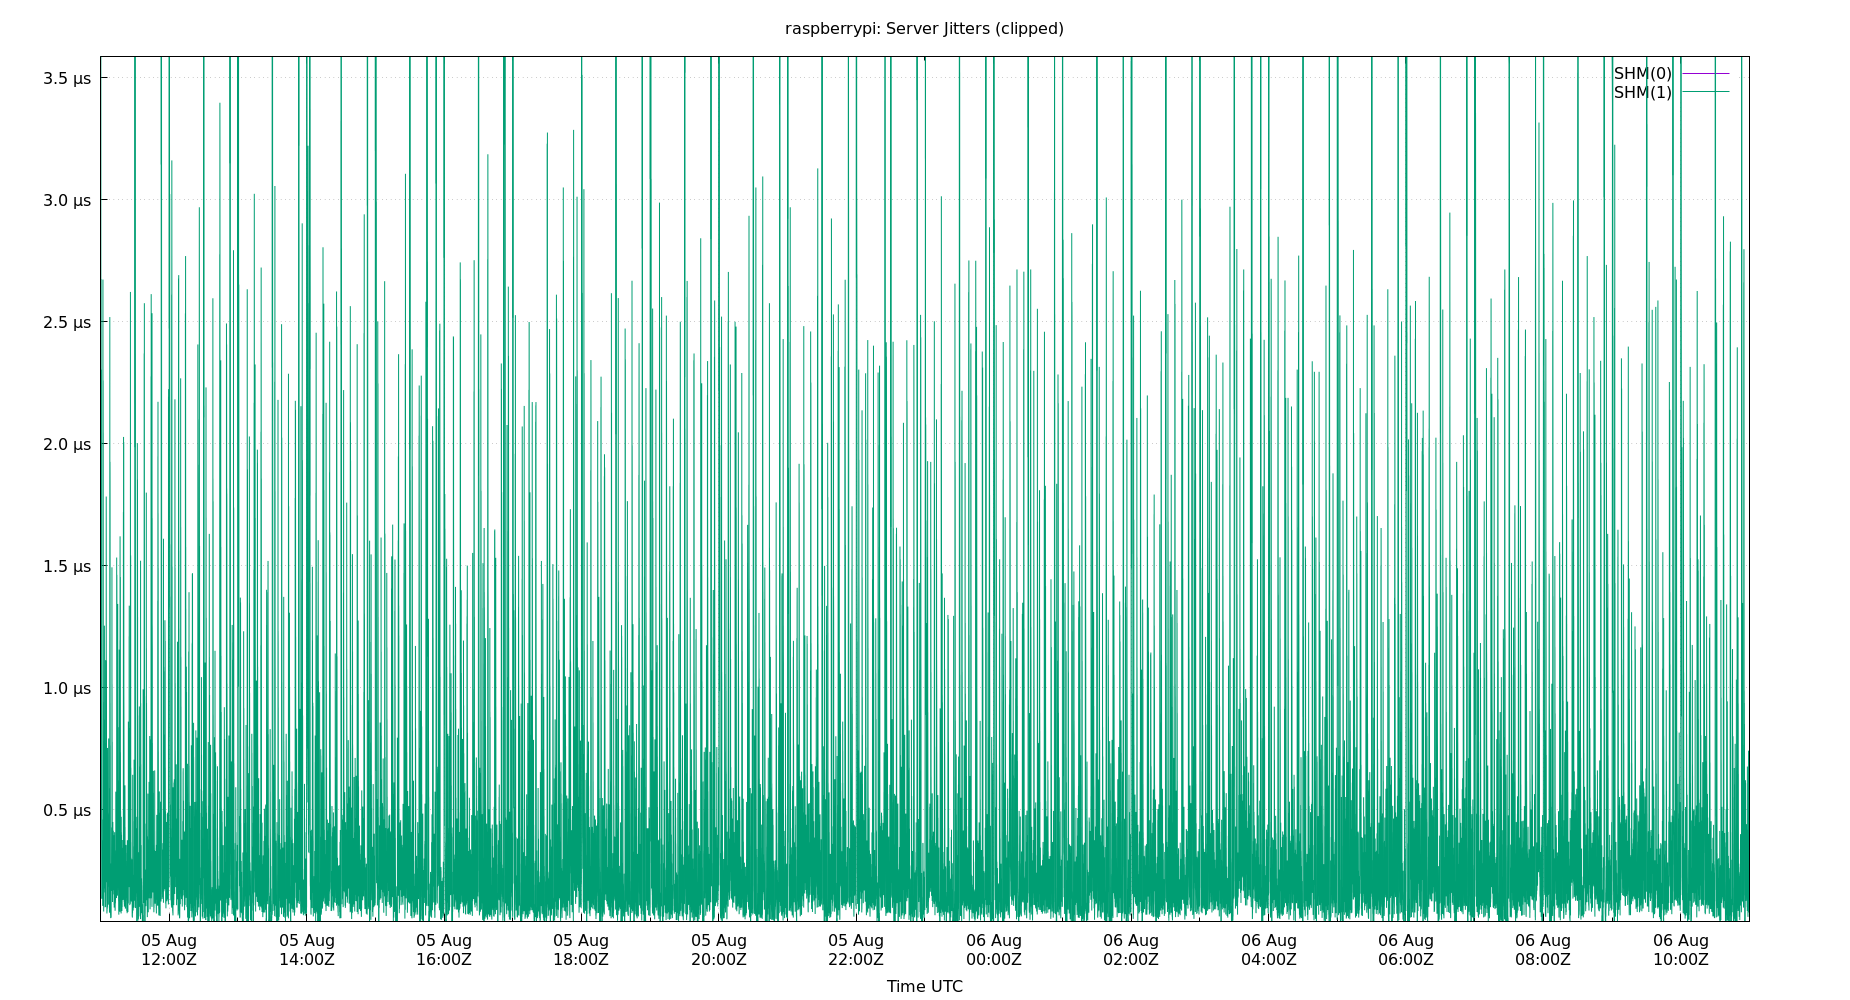 raspberrypi: Server Jitters (clipped)
3.5 µs
3.0 µs
2.5 µs
2.0 µs
1.5 µs
1.0 µs
0.5 µs
SHM(0)
SHM(1)
05 Aug 05 Aug 05 Aug 05 Aug 05 Aug 05 Aug 06 Aug 06 Aug 06 Aug 06 Aug 06 Aug 06 Aug
12:00Z 14:00Z 16:00Z 18:00Z 20:00Z 22:00Z 00:00Z 02:00Z 04:00Z 06:00Z 08:00Z 10:00Z
Time UTC